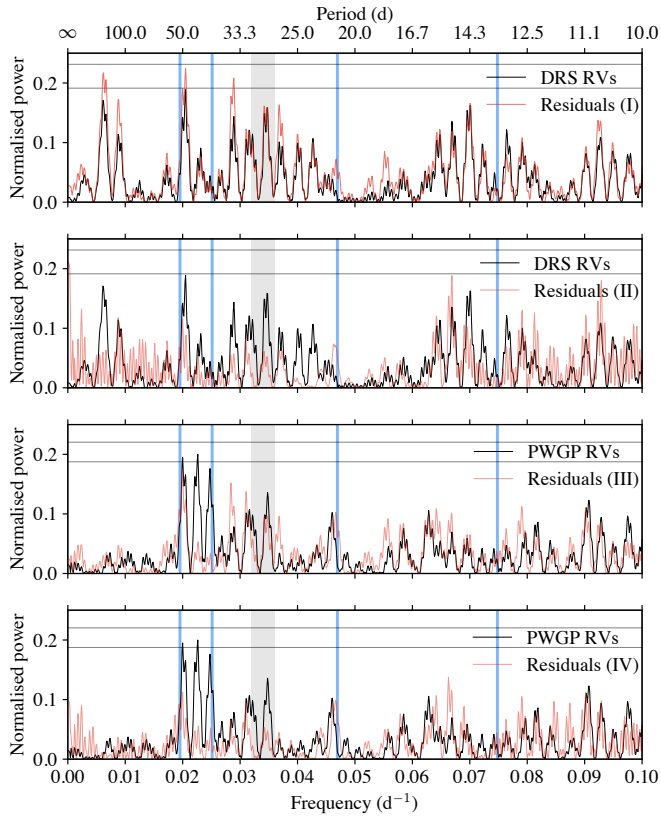 Period (d)
∞ 100.0 50.0 33.3 25.0 20.0 16.7 14.3 12.5 11.1 10.0
Normalised power
0.2
0.1
0.0
DRS RVs
Residuals (I)
Normalised power
0.2
0.1
0.0
DRS RVs
Residuals (II)
Normalised power
0.2
0.1
0.0
PWGP RVs
Residuals (III)
Normalised power
0.2
0.1
0.0
PWGP RVs
Residuals (IV)
0.00 0.01 0.02 0.03 0.04 0.05 0.06 0.07 0.08 0.09 0.10
Frequency (d⁻¹)